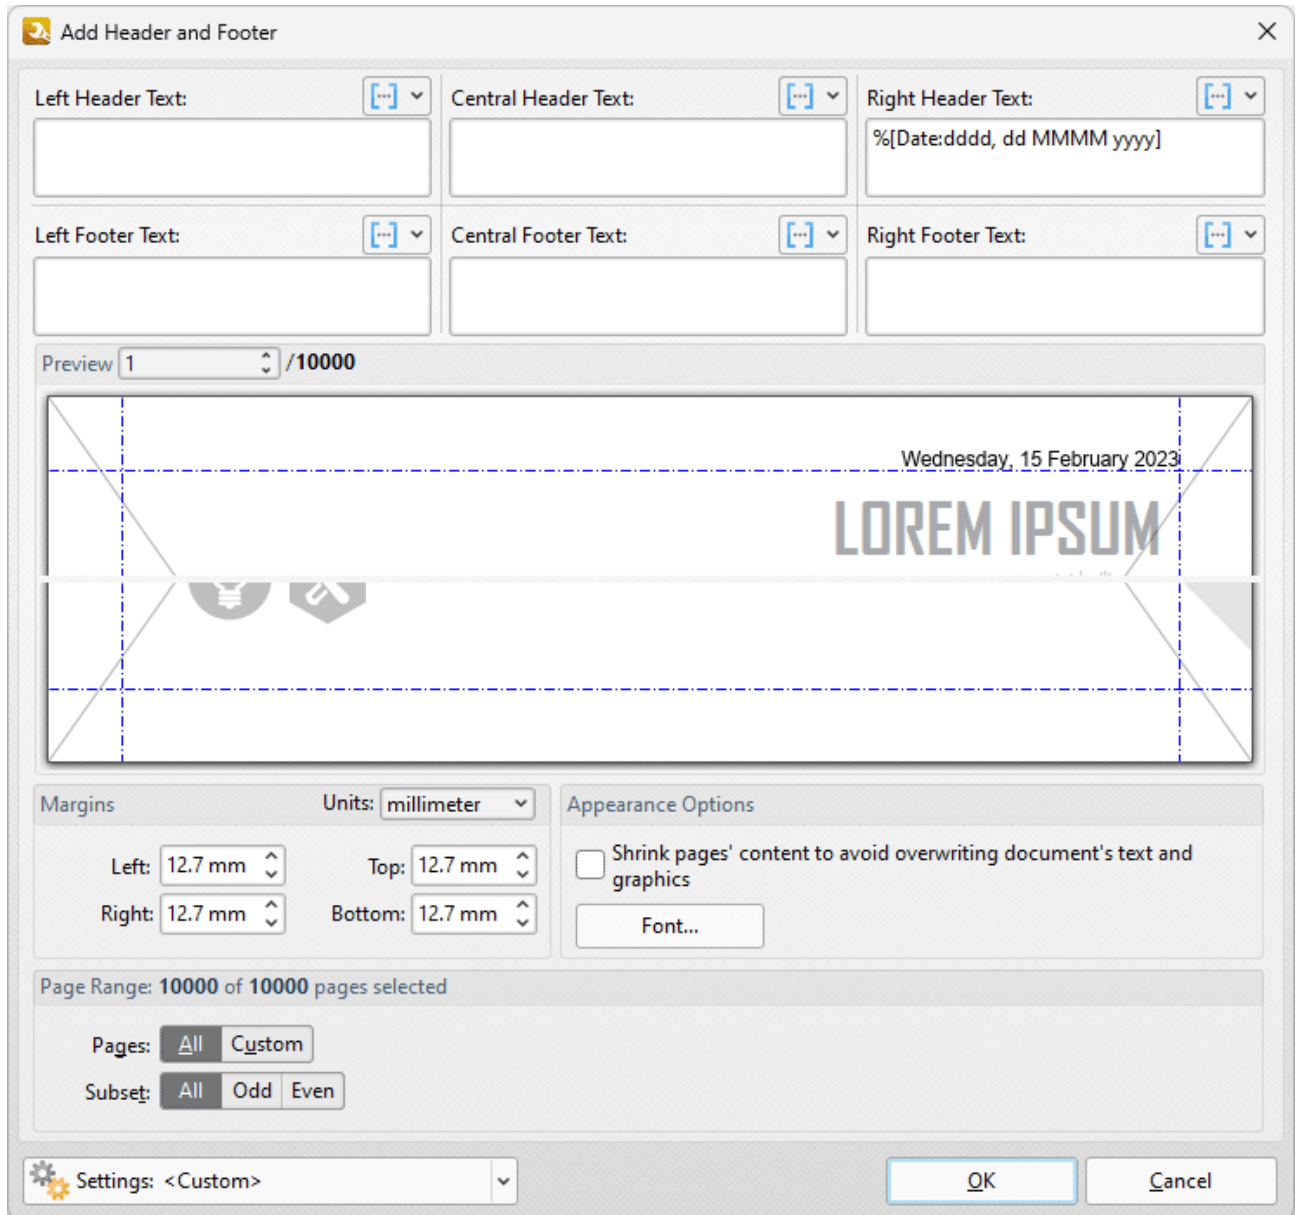 Add Header and Footer
Left Header Text:
Central Header Text:
Right Header Text:
%[Date:dddd, dd MMMM yyyy]
Left Footer Text:
Central Footer Text:
Right Footer Text:
Preview 1 /10000
Wednesday, 15 February 2023
LOREM IPSUM
Margins Units: millimeter
Appearance Options
Left: 12.7 mm Top: 12.7 mm
Right: 12.7 mm Bottom: 12.7 mm
Shrink pages' content to avoid overwriting document's text and
graphics
Font...
Page Range: 10000 of 10000 pages selected
Pages: All Custom
Subset: All Odd Even
Settings: <Custom>
OK
Cancel